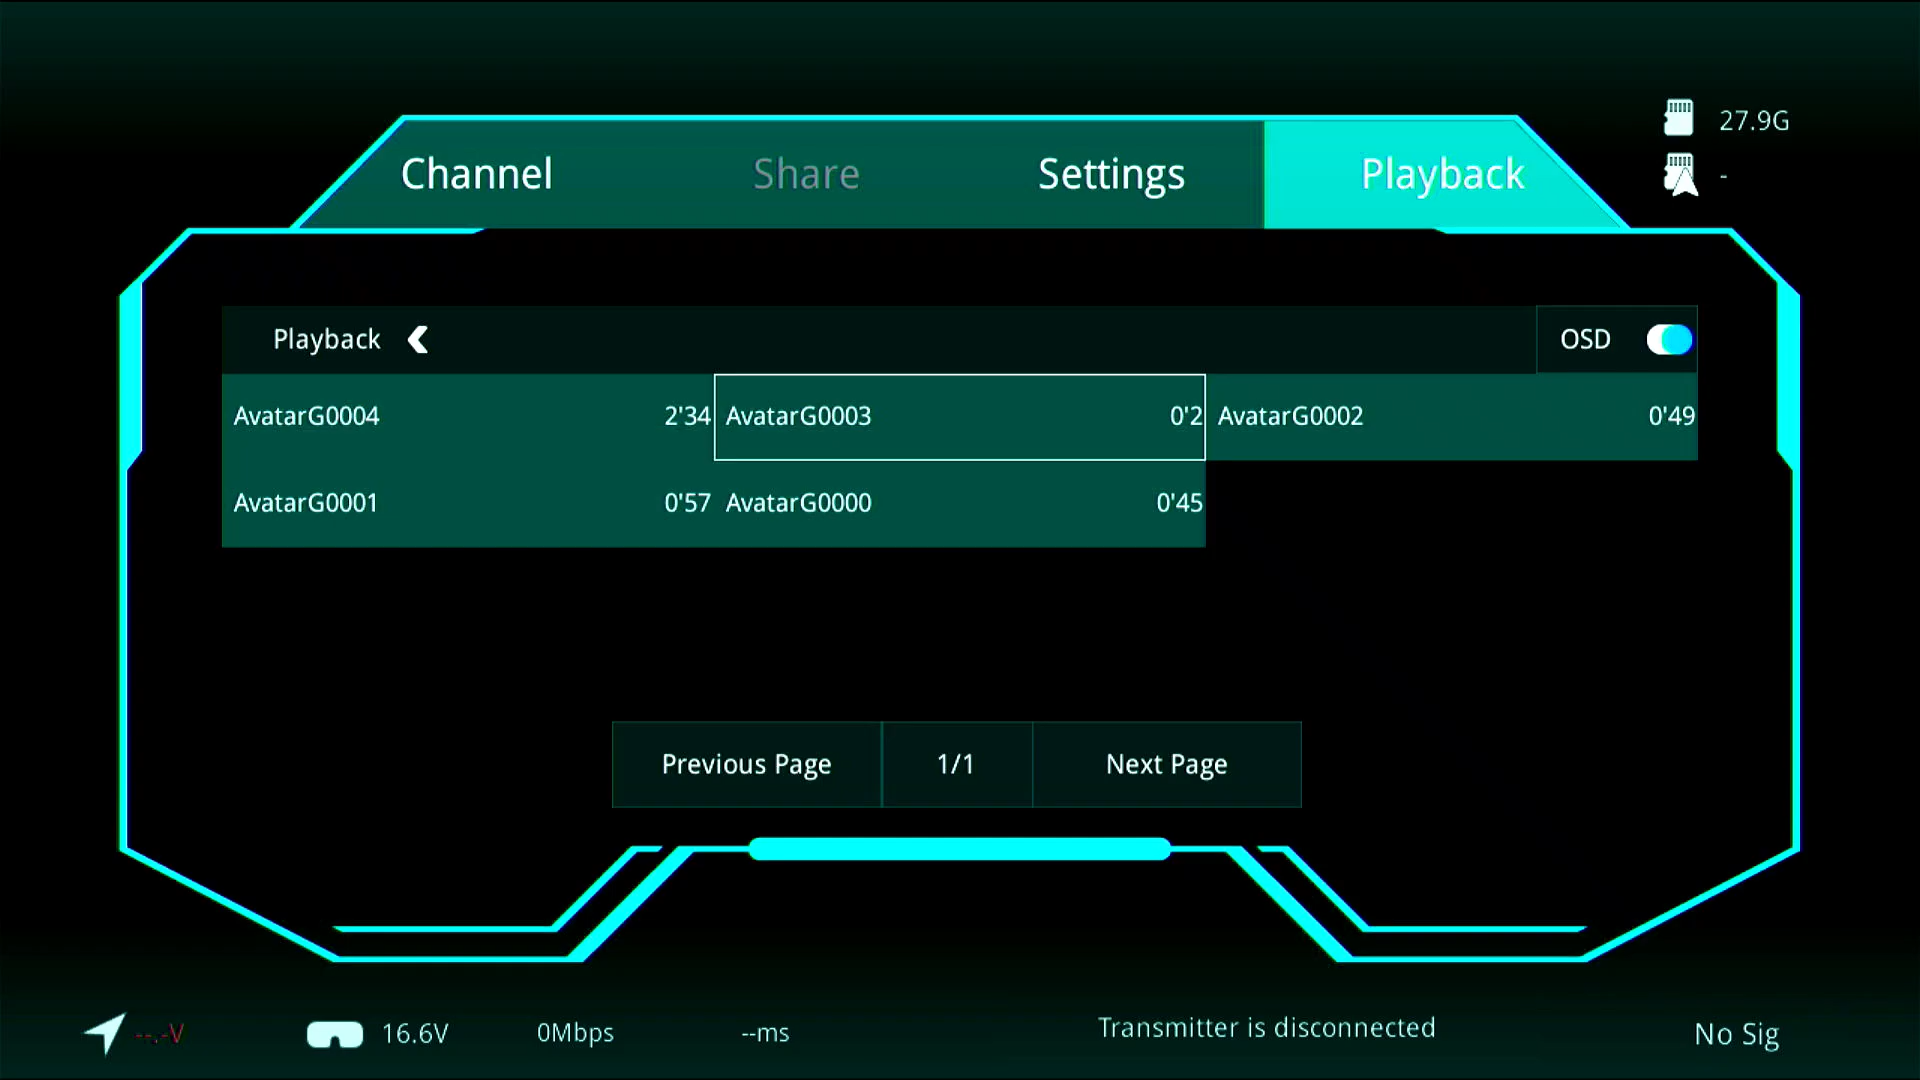 27.9G
Channel Share Settings Playback
-
Playback OSD
AvatarG0004 2'34 AvatarG0003 0'2 AvatarG0002 0'49
AvatarG0001 0'57 AvatarG0000 0'45
Previous Page 1/1 Next Page
--.-V 16.6V 0Mbps --ms Transmitter is disconnected No Sig